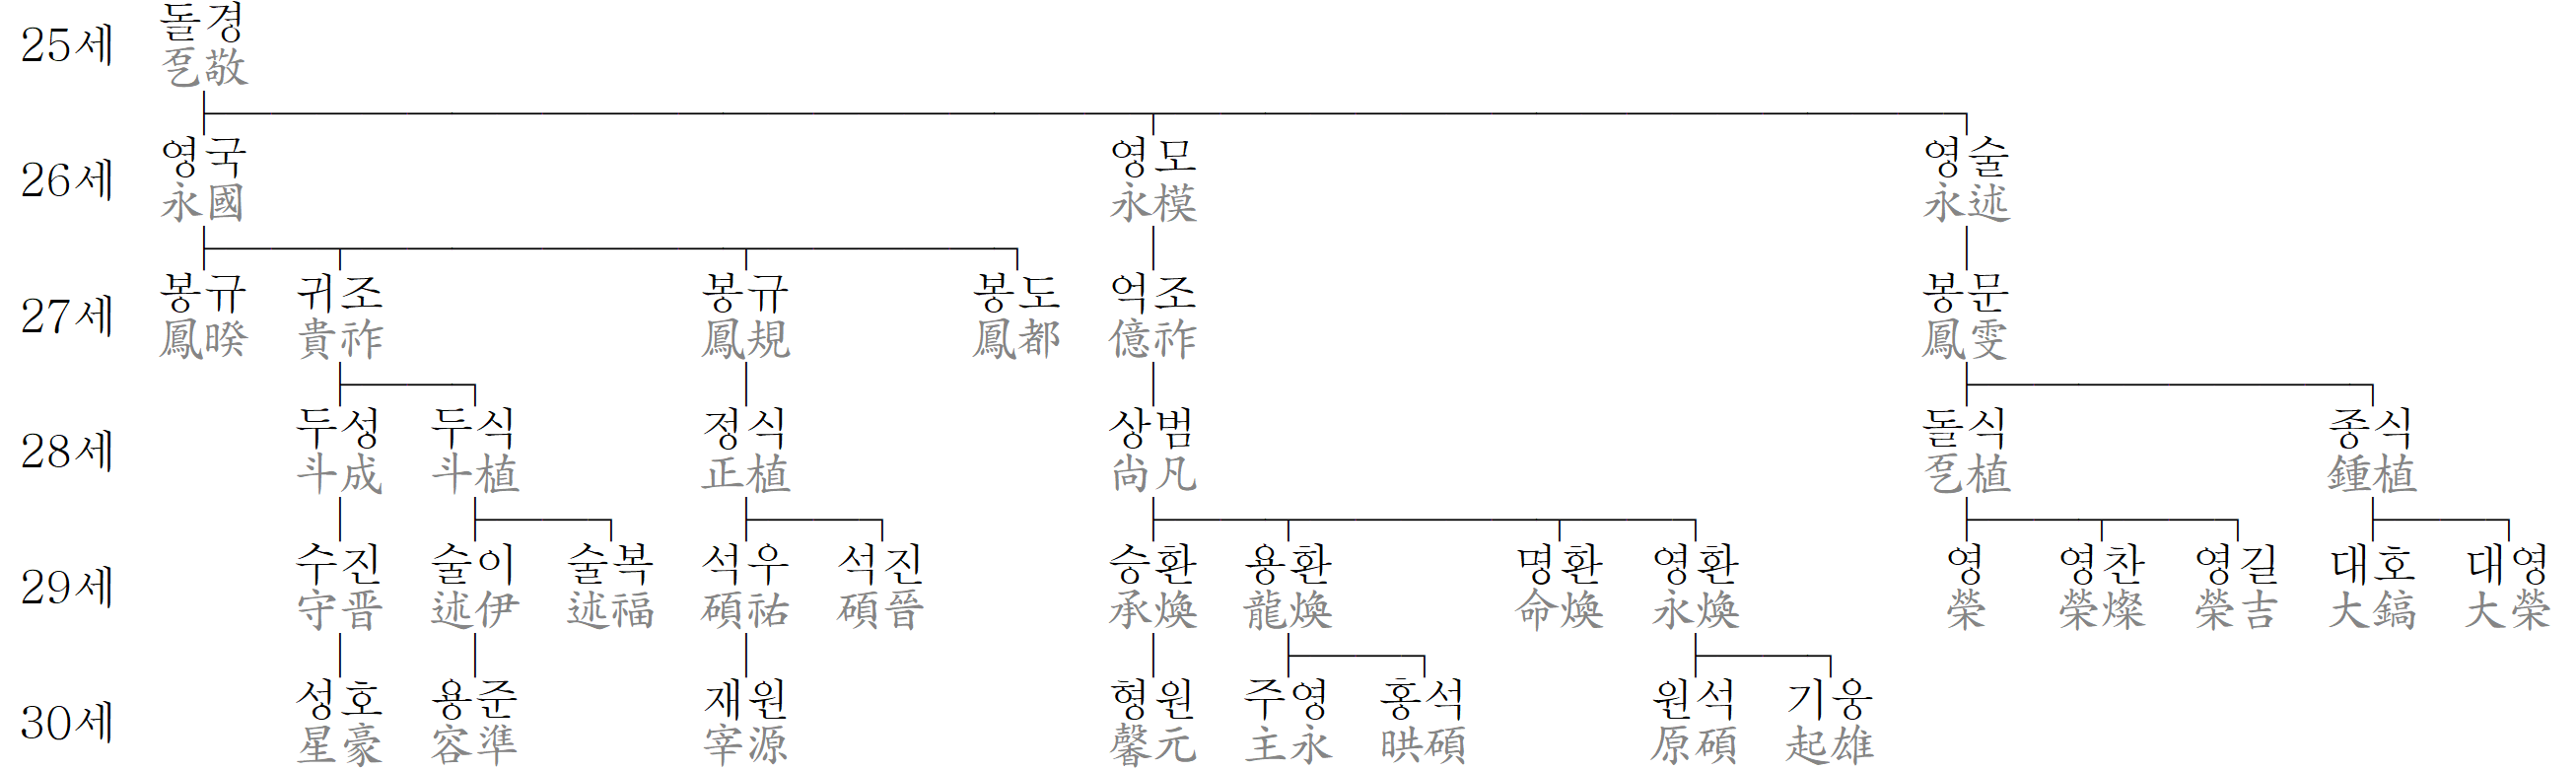 25세 돌경
乭敬
26세 영국 영모 영술
永國 永模 永述
27세 봉규 귀조 봉규 봉도 억조 봉문
鳳暌 貴祚 鳳規 鳳都 億祚 鳳雯
28세 두성 두식 정식 상범 돌식 종식
斗成 斗植 正植 尙凡 乭植 鍾植
29세 수진 술이 술복 석우 석진 승환 용환 명환 영환 영 영찬 영길 대호 대영
守晋 述伊 述福 碩祐 碩晉 承煥 龍煥 命煥 永煥 榮 榮燦 榮吉 大鎬 大榮
30세 성호 용준 재원 형원 주영 홍석 원석 기웅
星豪 容準 宰源 馨元 主永 晎碩 原碩 起雄